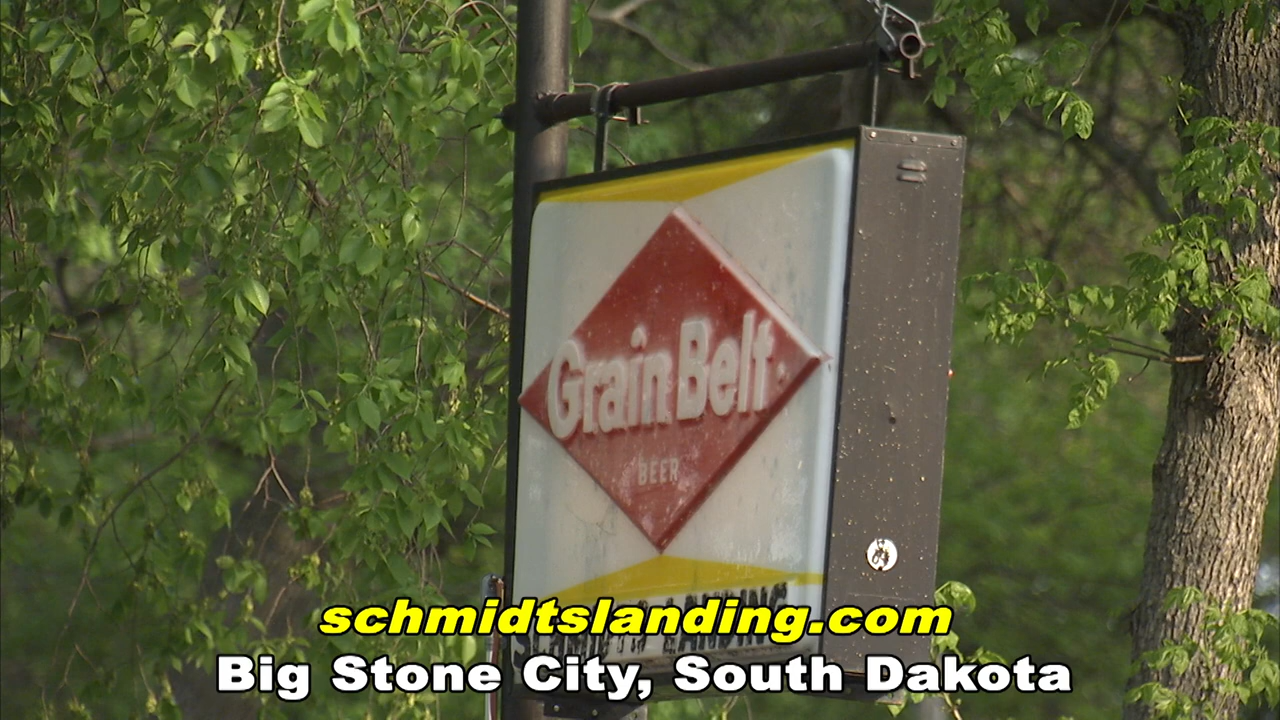 Grain Belt
BEER
schmidtslanding.com
Big Stone City, South Dakota